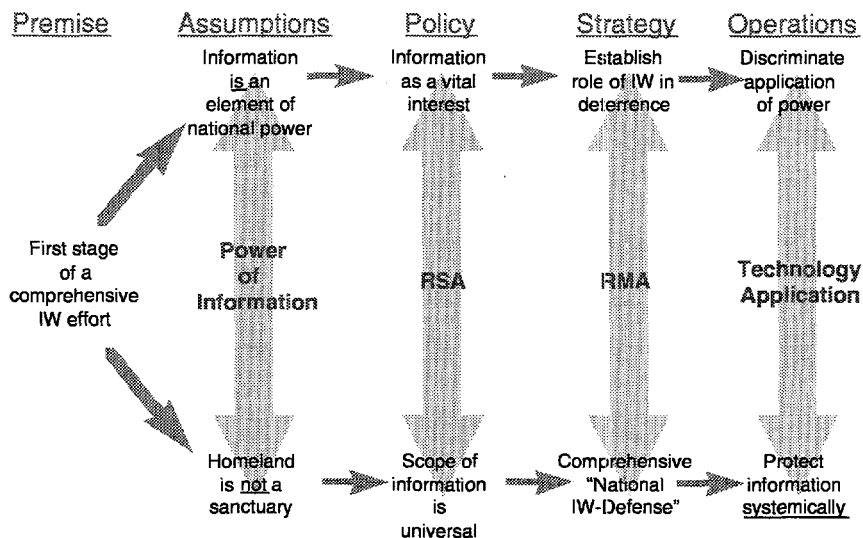 Premise
Assumptions
Policy
Strategy
Operations
Information
is an
element of
national power
Information
as a vital
interest
Establish
role of IW in
deterrence
Discriminate
application
of power
First stage
of a
comprehensive
IW effort
Power
of
Information
RSA
RMA
Technology
Application
Homeland
is not a
sanctuary
Scope of
information
is
universal
Comprehensive
"National
IW-Defense"
Protect
information
systemically